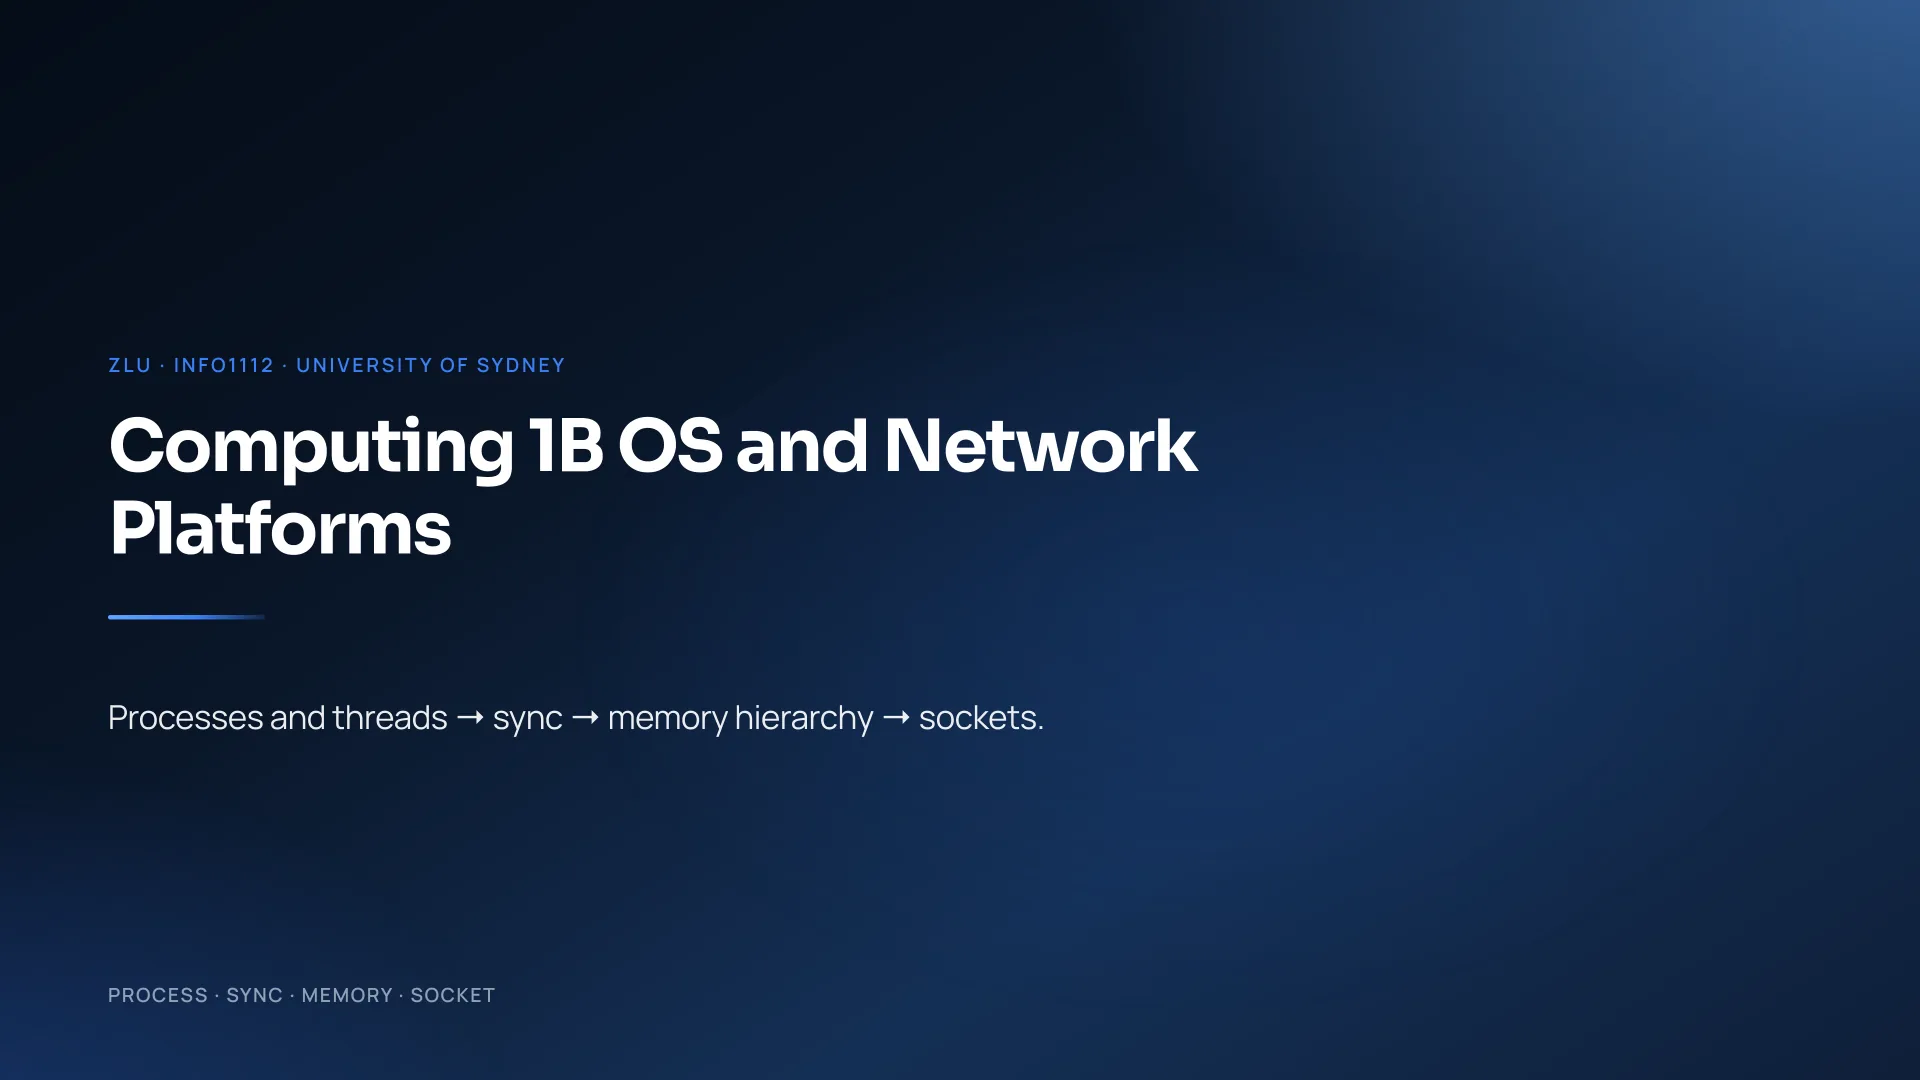 ZLU · INFO1112 · UNIVERSITY OF SYDNEY
Computing 1B OS and Network
Platforms
Processes and threads → sync → memory hierarchy → sockets.
PROCESS · SYNC · MEMORY · SOCKET